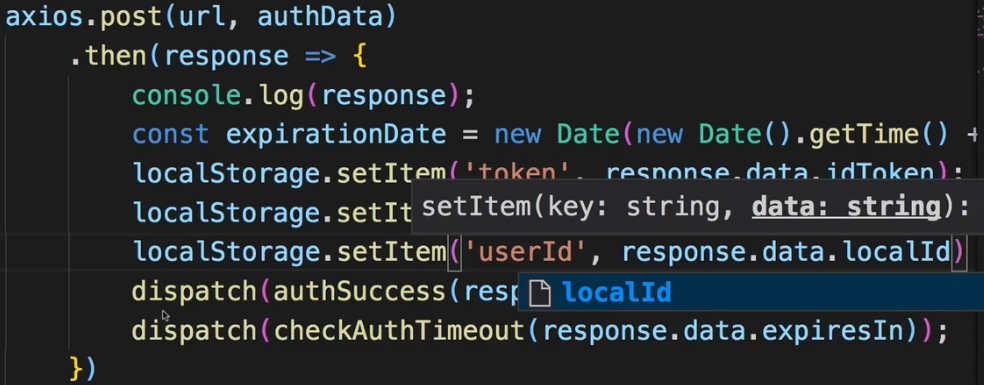 axios.post(url, authData)
.then(response => {
console.log(response);
const expirationDate = new Date(new Date().getTime() +
localStorage.setItem('token', response.data.idToken);
localStorage.setIt
setItem(key: string, data: string):
localStorage.setItem('userId', response.data.localId)
dispatch(authSuccess(resp
localId
dispatch(checkAuthTimeout(response.data.expiresIn));
})